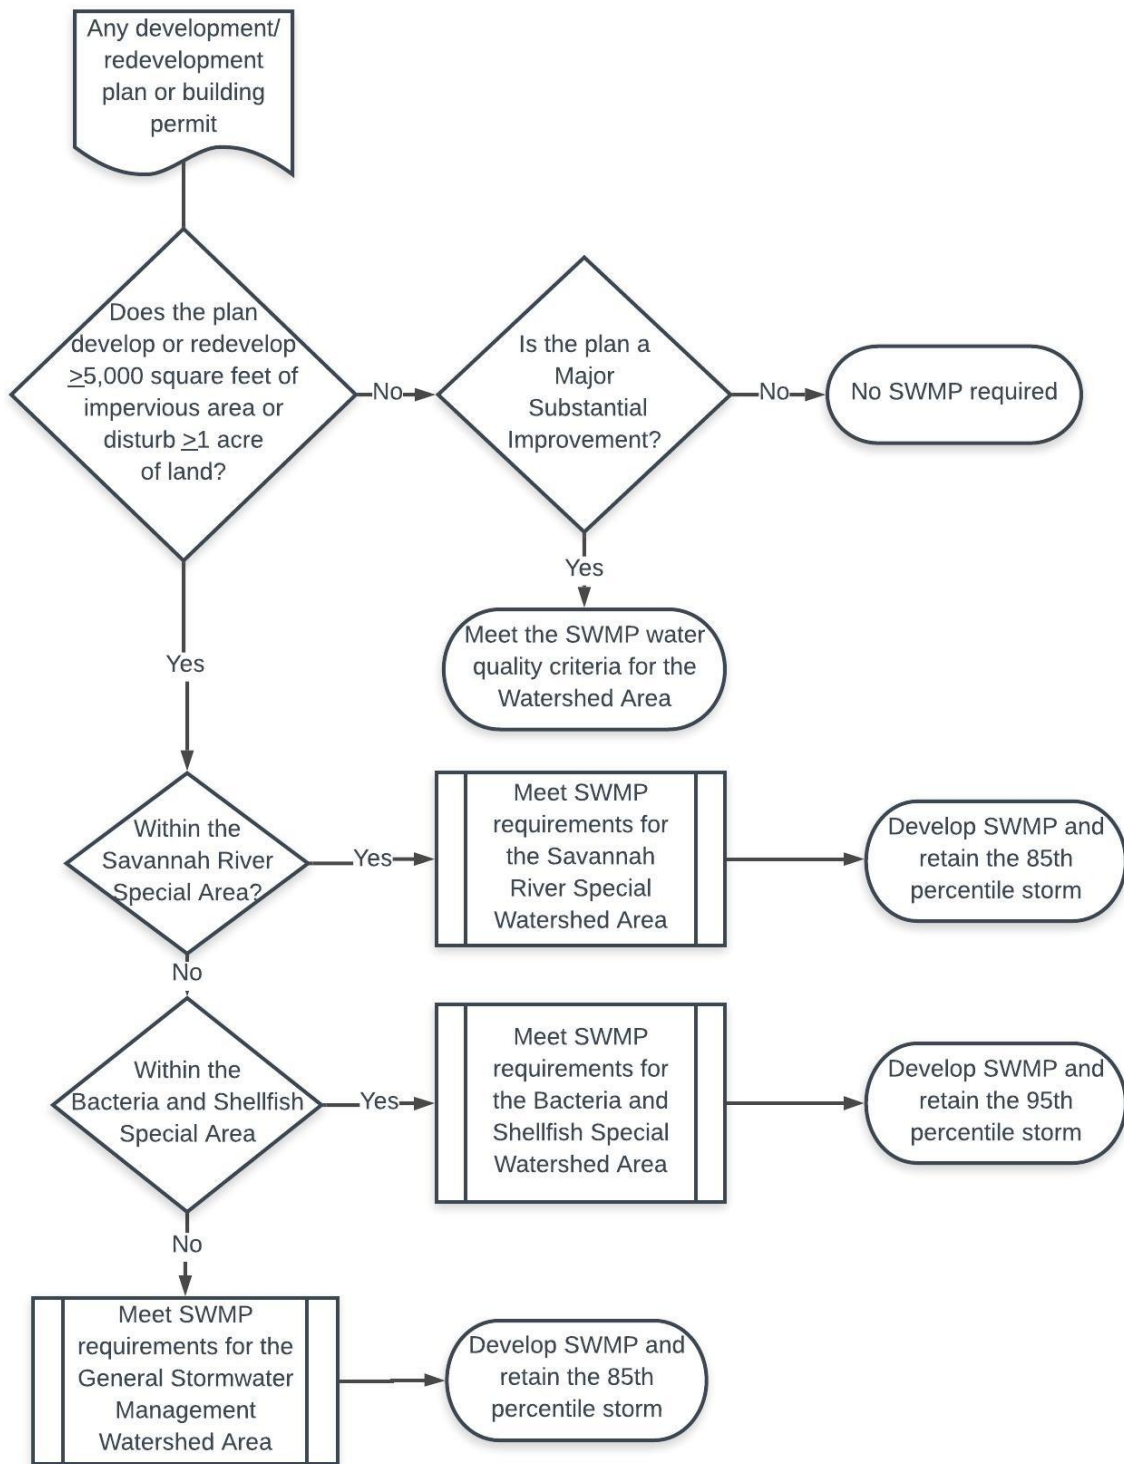 Any development/
redevelopment
plan or building
permit
Does the plan
develop or redevelop
≥5,000 square feet of
impervious area or
disturb ≥1 acre
of land?
No
Is the plan a
Major
Substantial
Improvement?
No
No SWMP required
Yes
Meet the SWMP water
quality criteria for the
Watershed Area
Yes
Within the
Savannah River
Special Area?
Yes
Meet SWMP
requirements for
the Savannah
River Special
Watershed Area
Develop SWMP and
retain the 85th
percentile storm
No
Within the
Bacteria and Shellfish
Special Area
Yes
Meet SWMP
requirements for
the Bacteria and
Shellfish Special
Watershed Area
Develop SWMP and
retain the 95th
percentile storm
No
Meet SWMP
requirements for the
General Stormwater
Management
Watershed Area
Develop SWMP and
retain the 85th
percentile storm